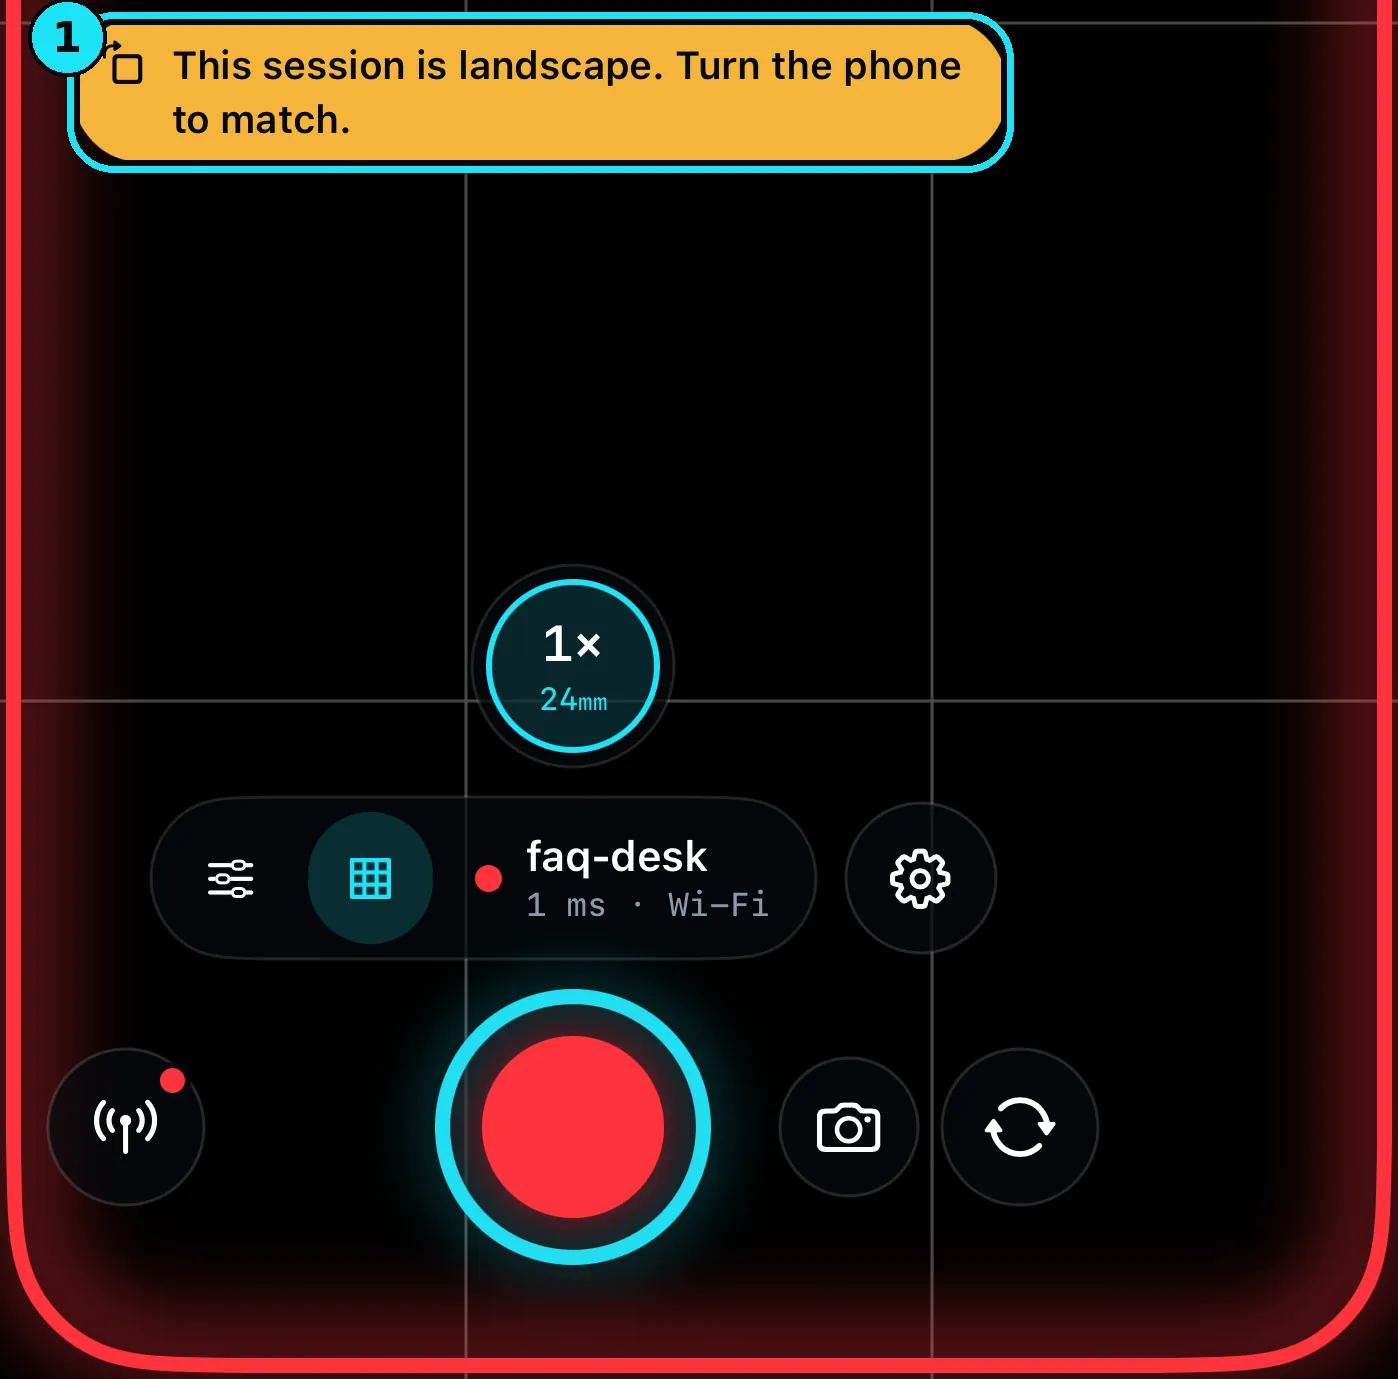 1
This session is landscape. Turn the phone
to match.
1×
24mm
faq-desk
1 ms · Wi-Fi